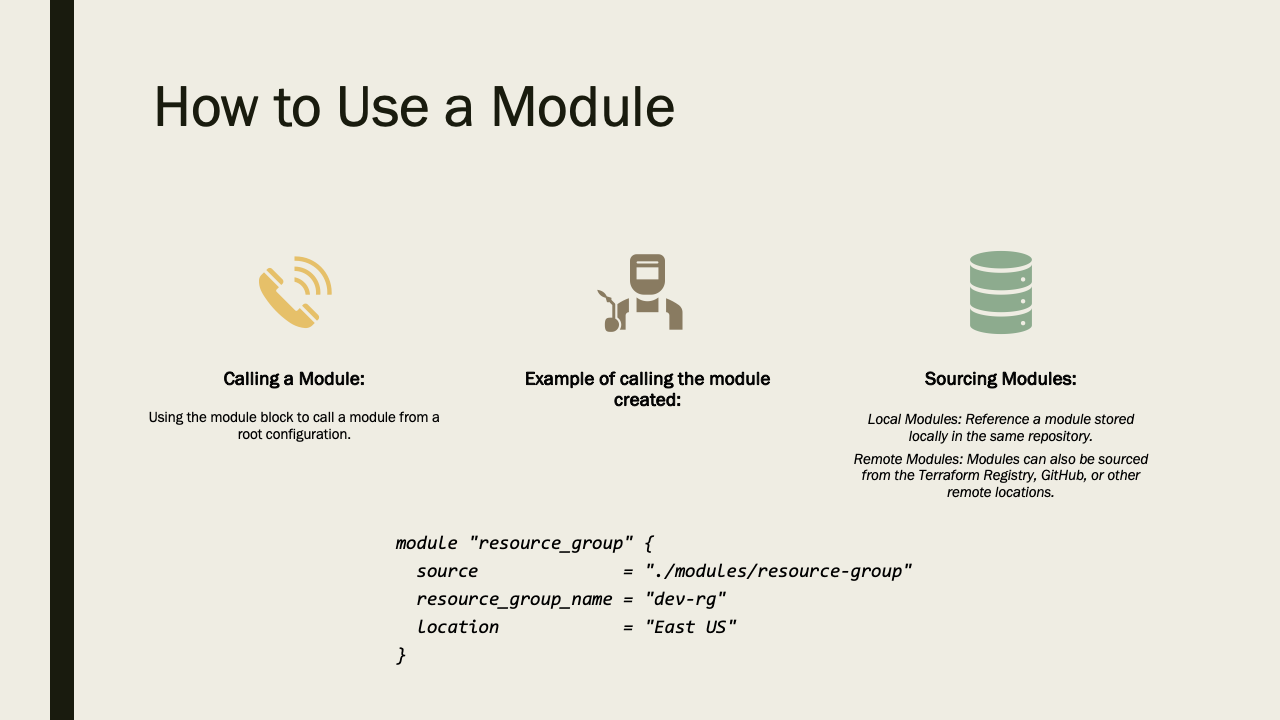 How to Use a Module
Calling a Module:
Using the module block to call a module from a
root configuration.
Example of calling the module
created:
Sourcing Modules:
Local Modules: Reference a module stored
locally in the same repository.
Remote Modules: Modules can also be sourced
from the Terraform Registry, GitHub, or other
remote locations.
module "resource_group" {
  source              = "./modules/resource-group"
  resource_group_name = "dev-rg"
  location            = "East US"
}